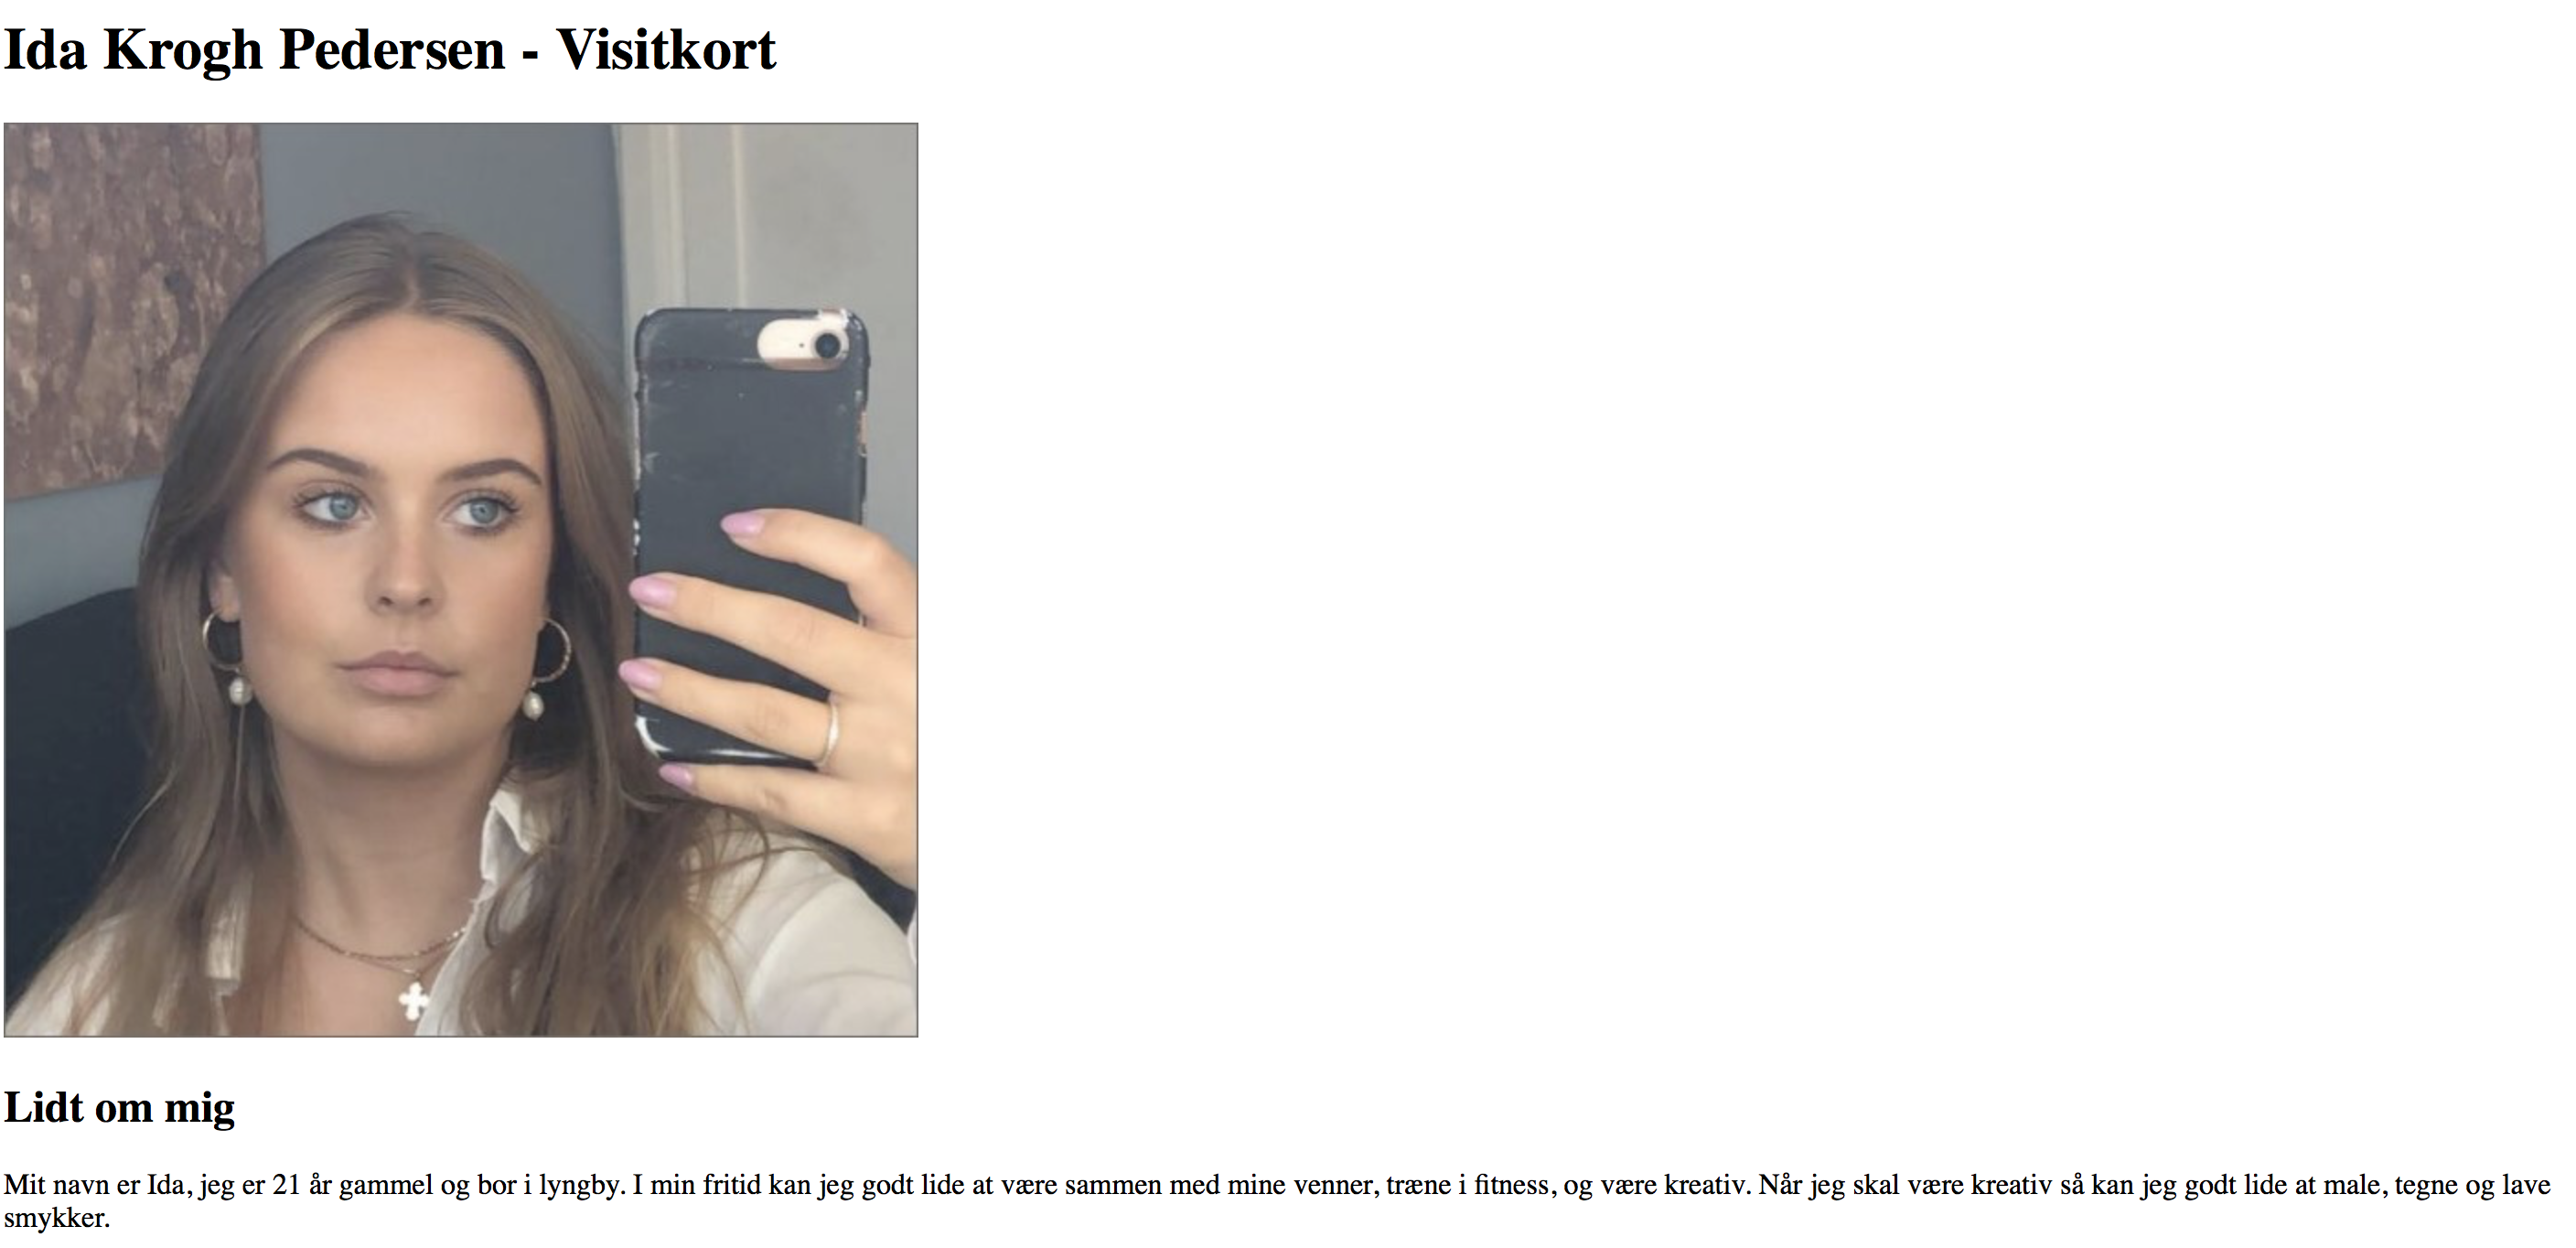 Ida Krogh Pedersen - Visitkort
Lidt om mig
Mit navn er Ida, jeg er 21 år gammel og bor i lyngby. I min fritid kan jeg godt lide at være sammen med mine venner, træne i fitness, og være kreativ. Når jeg skal være kreativ så kan jeg godt lide at male, tegne og lave
smykker.